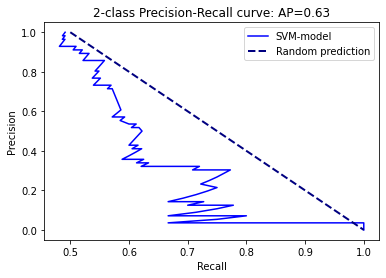 2-class Precision-Recall curve: AP=0.63
SVM-model
Random prediction
1.0
0.8
0.6
0.4
0.2
0.0
Precision
0.5
0.6
0.7
0.8
0.9
1.0
Recall